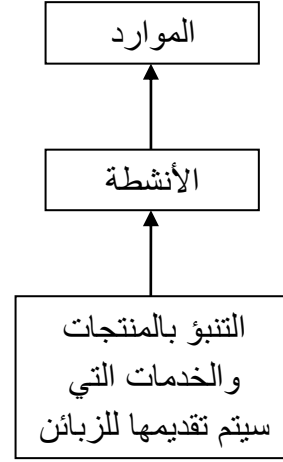 الموارد
الأنشطة
التنبؤ بالمنتجات
والخدمات التي
سيتم تقديمها للزبائن